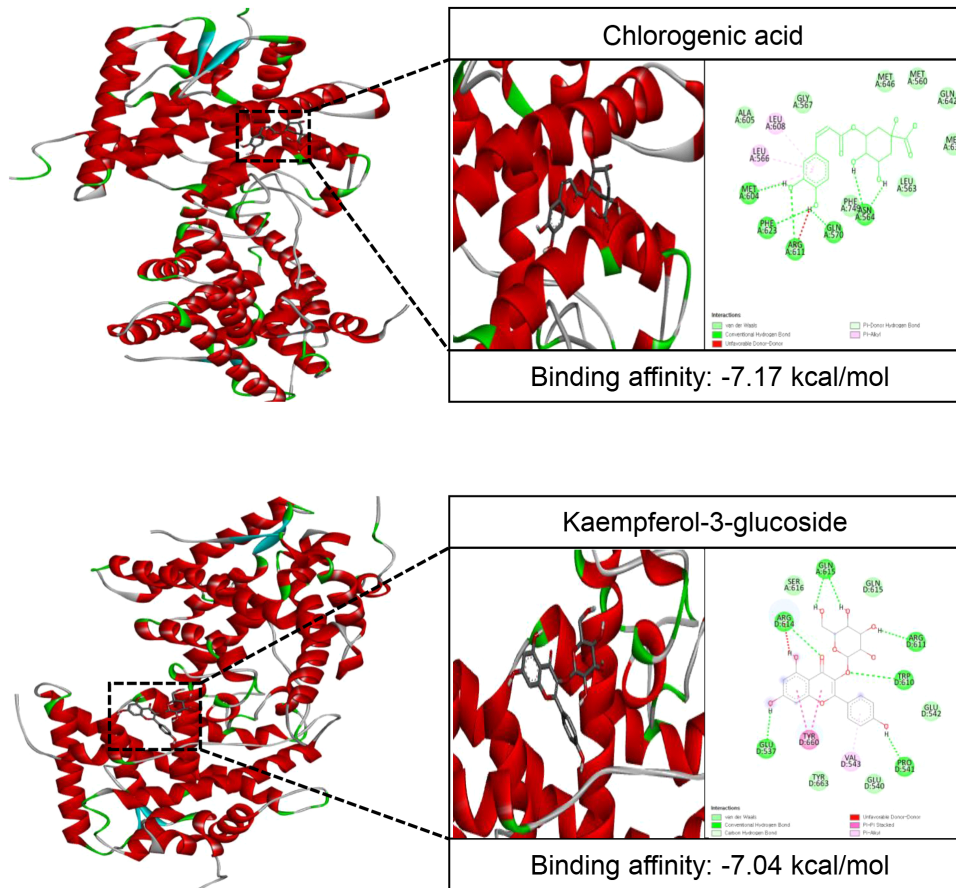 Chlorogenic acid
MET
A:646
MET
A:560
GLN
A:642
GLY
A:567
ALA
A:605
LEU
A:608
LEU
A:566
LEU
A:563
MET
A:604
PHE
A:749
ASN
A:564
PHE
A:623
GLN
A:570
ARG
A:611
Interactions
van der Waals
Conventional Hydrogen Bond
Unfavorable Donor-Donor
Pi-Donor Hydrogen Bond
Pi-Alkyl
Binding affinity: -7.17 kcal/mol
Kaempferol-3-glucoside
GLN
A:615
SER
A:616
GLN
D:615
ARG
D:614
ARG
D:611
TRP
D:610
GLU
D:542
TYR
D:660
GLU
D:537
VAL
D:543
PRO
D:541
TYR
D:663
GLU
D:540
Interactions
van der Waals
Conventional Hydrogen Bond
Carbon Hydrogen Bond
Unfavorable Donor-Donor
Pi-Pi Stacked
Pi-Alkyl
Binding affinity: -7.04 kcal/mol